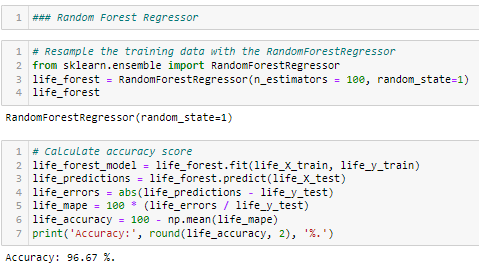 1 ### Random Forest Regressor
1 # Resample the training data with the RandomForestRegressor
2 from sklearn.ensemble import RandomForestRegressor
3 life_forest = RandomForestRegressor(n_estimators = 100, random_state=1)
4 life_forest
RandomForestRegressor(random_state=1)
1 # Calculate accuracy score
2 life_forest_model = life_forest.fit(life_X_train, life_y_train)
3 life_predictions = life_forest.predict(life_X_test)
4 life_errors = abs(life_predictions - life_y_test)
5 life_mape = 100 * (life_errors / life_y_test)
6 life_accuracy = 100 - np.mean(life_mape)
7 print('Accuracy:', round(life_accuracy, 2), '%.')
Accuracy: 96.67 %.